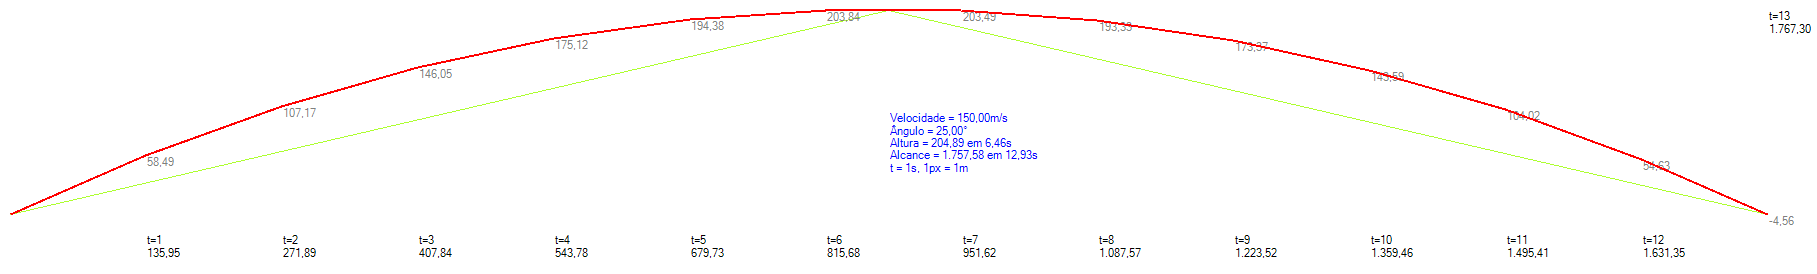 203,84
203,49
t=13
1.767,30
194,38
193,33
175,12
173,37
146,05
143,59
107,17
104,02
Velocidade = 150,00m/s
Ângulo = 25,00°
Altura = 204,89 em 6,46s
Alcance = 1.757,58 em 12,93s
t = 1s, 1px = 1m
58,49
54,63
-4,56
t=1
135,95
t=2
271,89
t=3
407,84
t=4
543,78
t=5
679,73
t=6
815,68
t=7
951,62
t=8
1.087,57
t=9
1.223,52
t=10
1.359,46
t=11
1.495,41
t=12
1.631,35